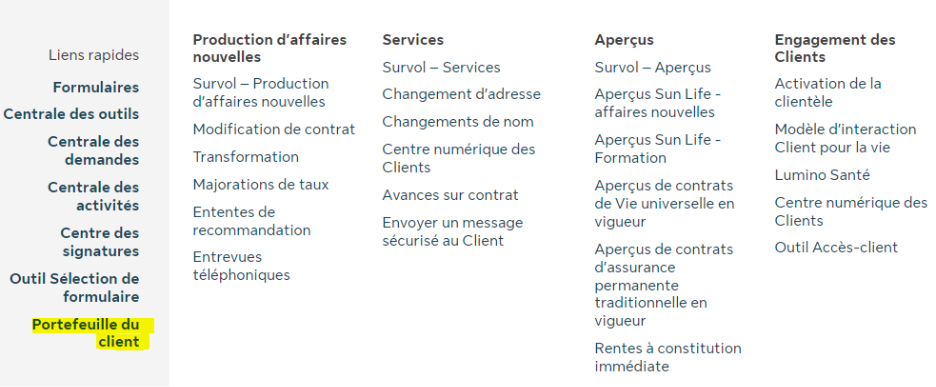 Liens rapides
Formulaires
Centrale des outils
Centrale des
demandes
Centrale des
activités
Centre des
signatures
Outil Sélection de
formulaire
Portefeuille du
client
Production d'affaires
nouvelles
Survol – Production
d'affaires nouvelles
Modification de contrat
Transformation
Majorations de taux
Ententes de
recommandation
Entrevues
téléphoniques
Services
Survol – Services
Changement d'adresse
Changements de nom
Centre numérique des
Clients
Avances sur contrat
Envoyer un message
sécurisé au Client
Aperçus
Survol – Aperçus
Aperçus Sun Life -
affaires nouvelles
Aperçus Sun Life -
Formation
Aperçus de contrats
de Vie universelle en
vigueur
Aperçus de contrats
d'assurance
permanente
traditionnelle en
vigueur
Rentes à constitution
immédiate
Engagement des
Clients
Activation de la
clientèle
Modèle d'interaction
Client pour la vie
Lumino Santé
Centre numérique des
Clients
Outil Accès-client